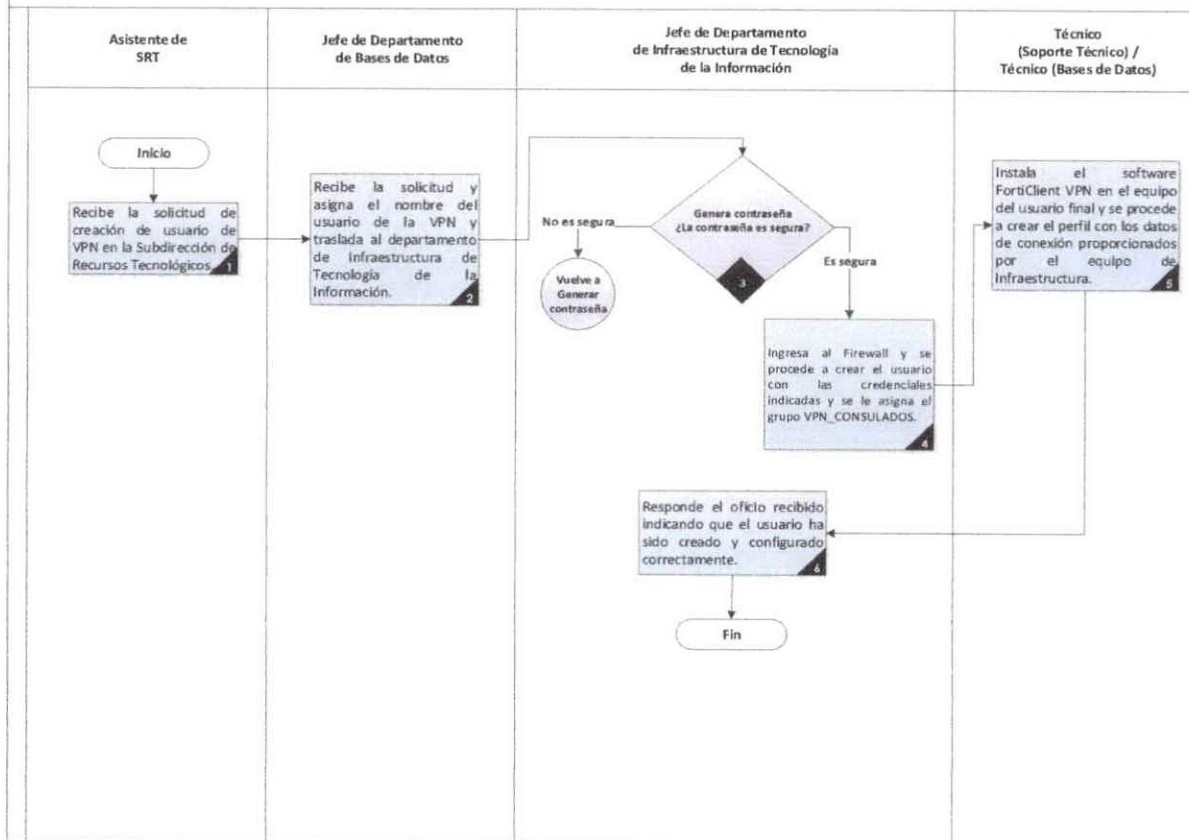 Asistente de
SRT
Jefe de Departamento
de Bases de Datos
Jefe de Departamento
de Infraestructura de Tecnología
de la Información
Técnico
(Soporte Técnico) /
Técnico (Bases de Datos)
Inicio
Recibe la solicitud de
creación de usuario de
VPN en la Subdirección de
Recursos Tecnológicos.
1
Recibe la solicitud y
asigna el nombre del
usuario de la VPN y
traslada al departamento
de Infraestructura de
Tecnología de la
Información.
2
Genera contraseña
¿La contraseña es segura?
3
No es segura
Vuelve a
Generar
contraseña
Es segura
Ingresa al Firewall y se
procede a crear el usuario
con las credenciales
indicadas y se le asigna el
grupo VPN_CONSULADOS.
4
Instala el software
FortiClient VPN en el equipo
del usuario final y se procede
a crear el perfil con los datos
de conexión proporcionados
por el equipo de
Infraestructura.
5
Responde el oficio recibido
indicando que el usuario ha
sido creado y configurado
correctamente.
6
Fin